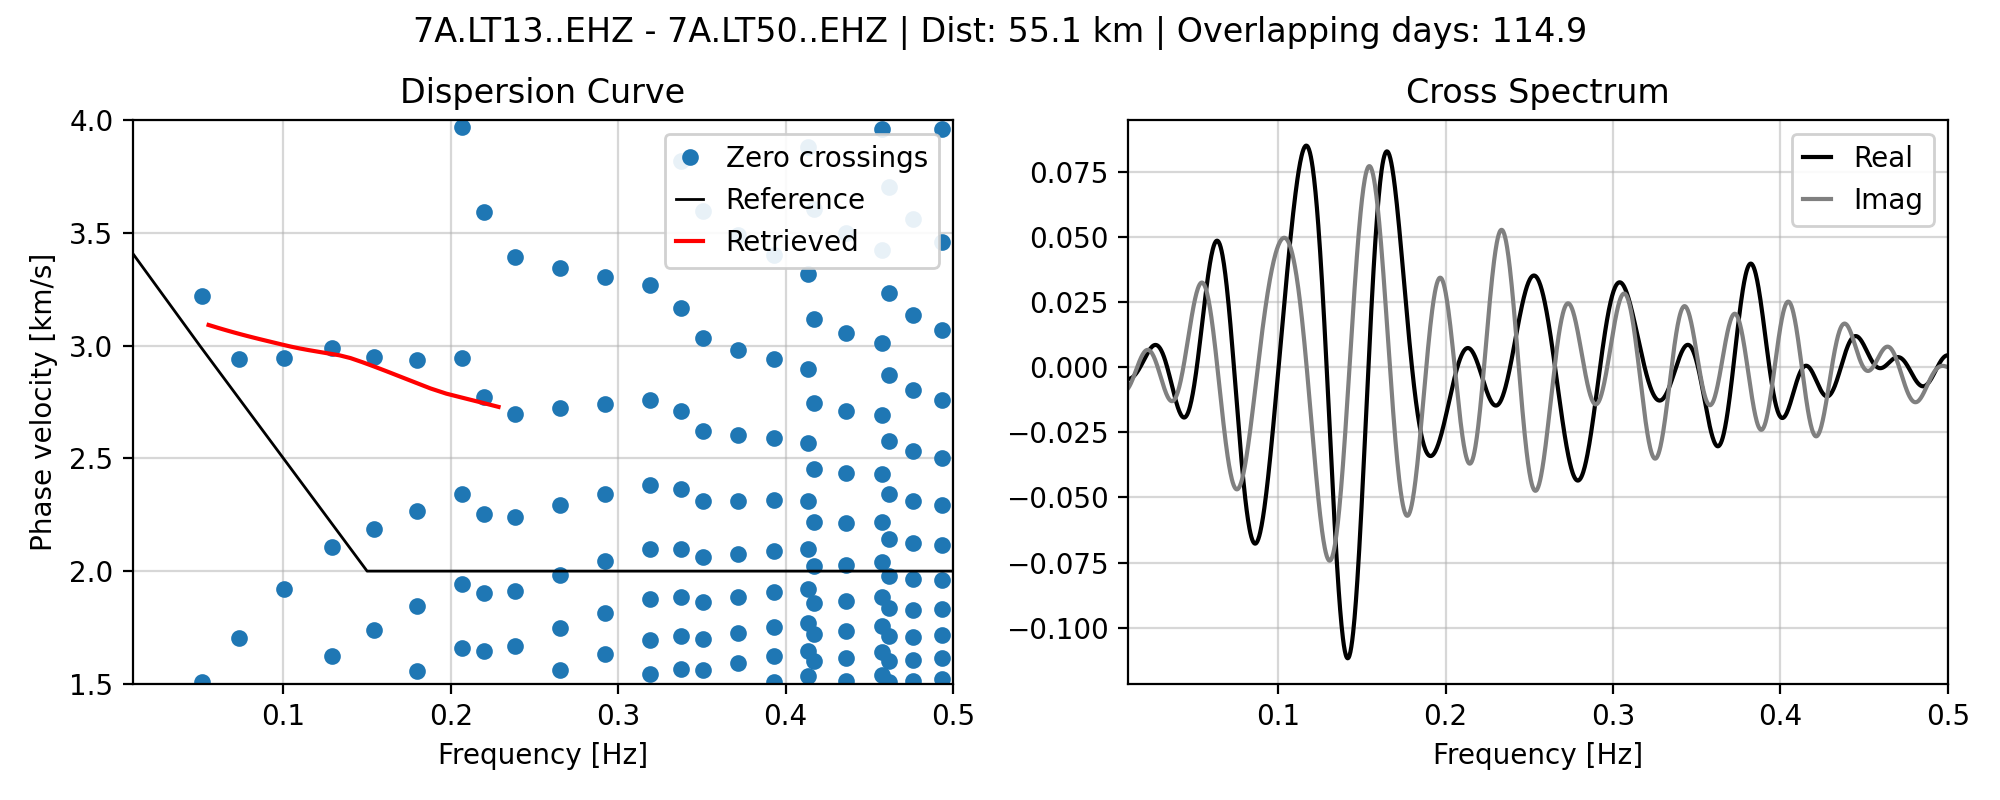 7A.LT13..EHZ - 7A.LT50..EHZ | Dist: 55.1 km | Overlapping days: 114.9
Dispersion Curve
Phase velocity [km/s]
4.0
3.5
3.0
2.5
2.0
1.5
0.1
0.2
0.3
0.4
0.5
Frequency [Hz]
Zero crossings
Reference
Retrieved
Cross Spectrum
0.075
0.050
0.025
0.000
−0.025
−0.050
−0.075
−0.100
0.1
0.2
0.3
0.4
0.5
Frequency [Hz]
Real
Imag